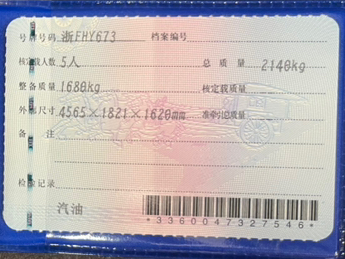 号牌号码 浙FHY673 档案编号
核定载人数 5人 总质量 2140kg
整备质量 1680kg 核定载质量
外廓尺寸 4565×1821×1620mm 准牵引总质量
备注
检验记录
汽油
*3360047327546*